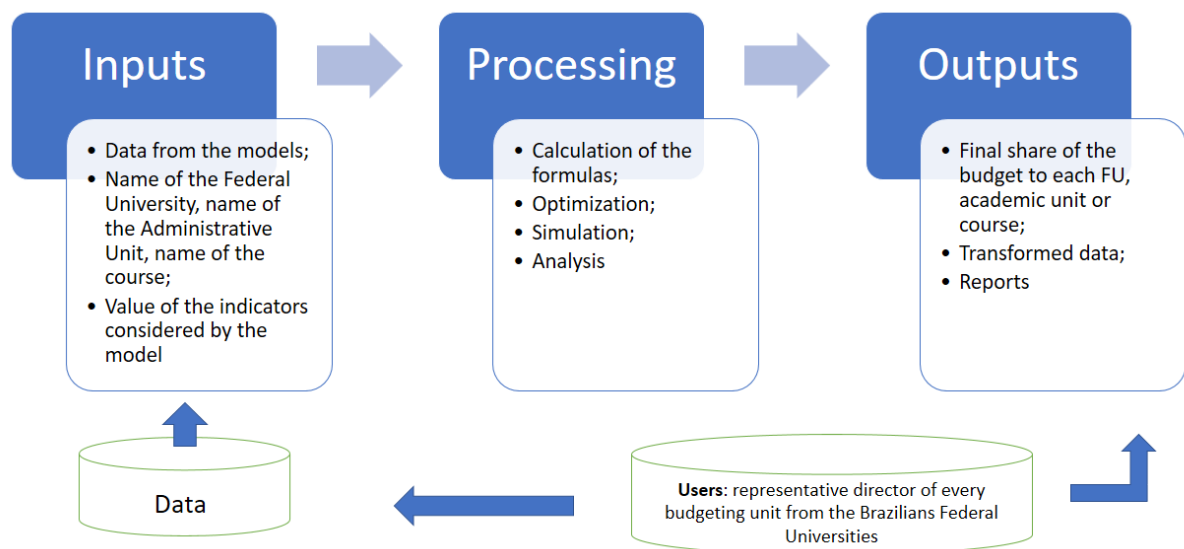 Inputs
Processing
Outputs
• Data from the models;
• Name of the Federal
University, name of
the Administrative
Unit, name of the
course;
• Value of the indicators
considered by the
model
• Calculation of the
formulas;
• Optimization;
• Simulation;
• Analysis
• Final share of the
budget to each FU,
academic unit or
course;
• Transformed data;
• Reports
Data
Users: representative director of every
budgeting unit from the Brazilians Federal
Universities